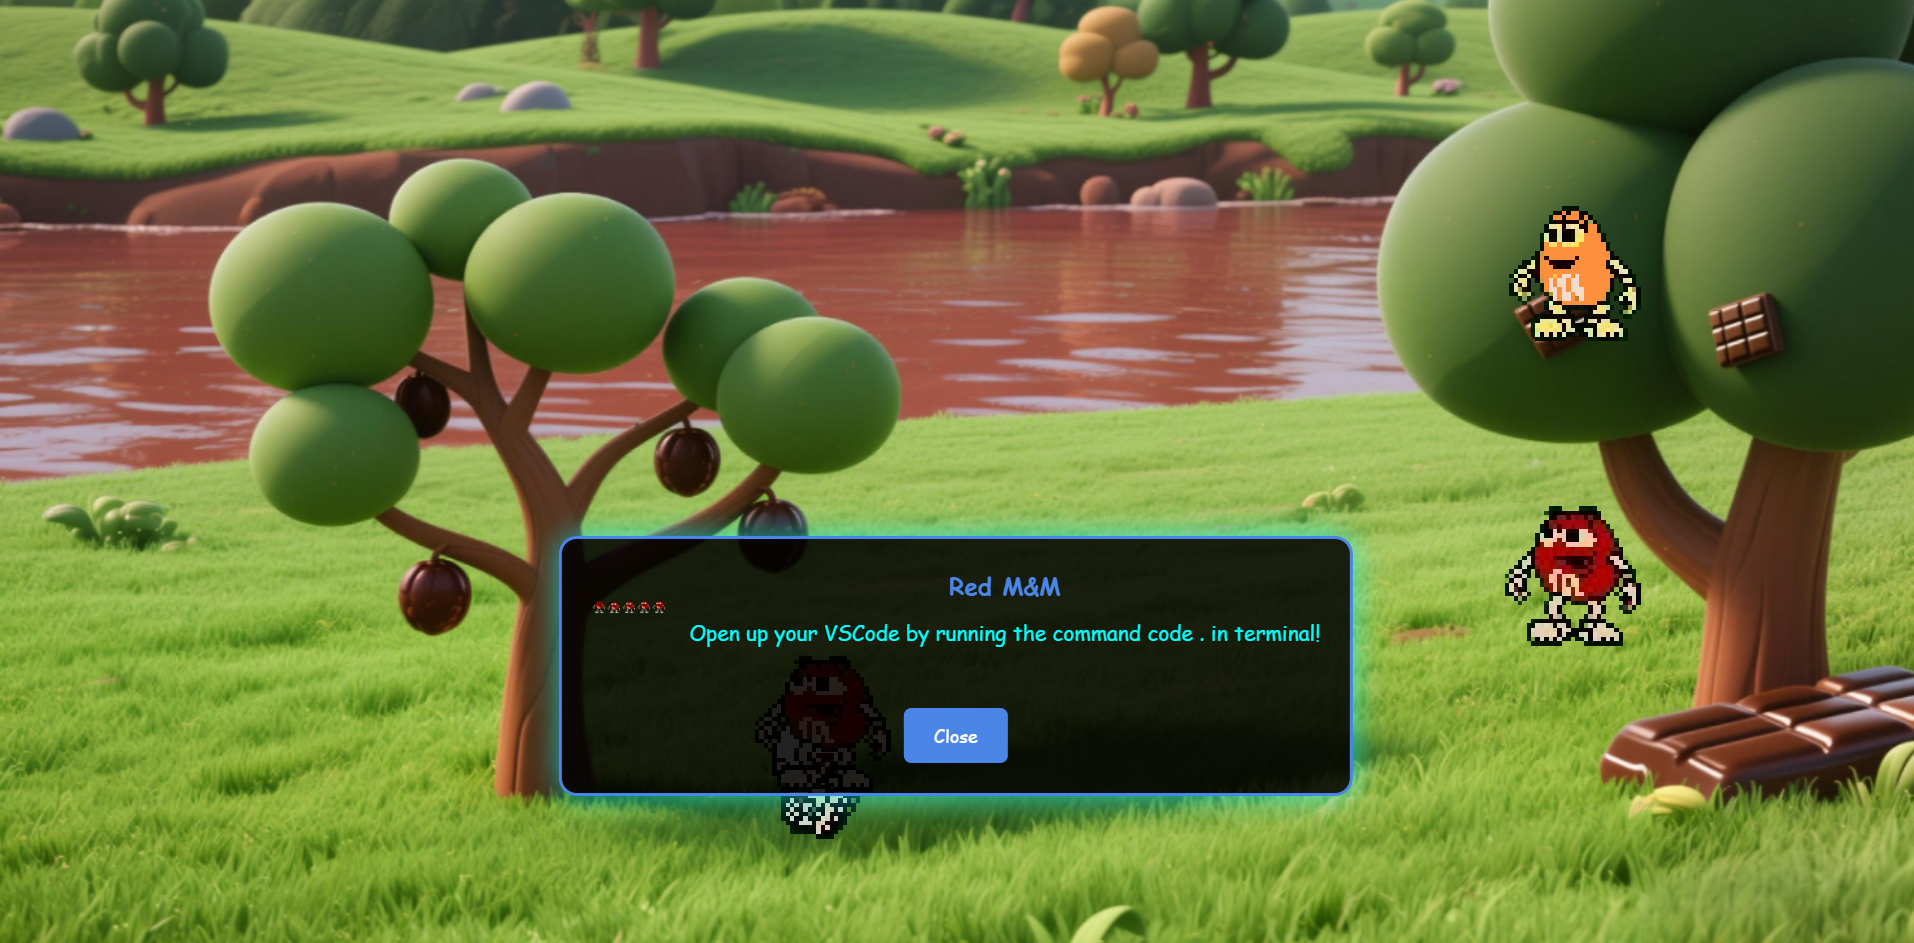 Red M&M
Open up your VSCode by running the command code . in terminal!
Close